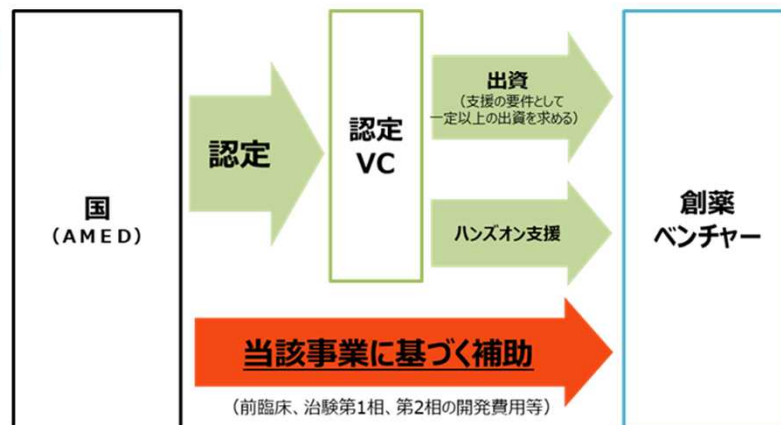 国
(AMED)
認定
認定
VC
出資
(支援の要件として
一定以上の出資を求める)
ハンズオン支援
創薬
ベンチャー
当該事業に基づく補助
(前臨床、治験第1相、第2相の開発費用等)